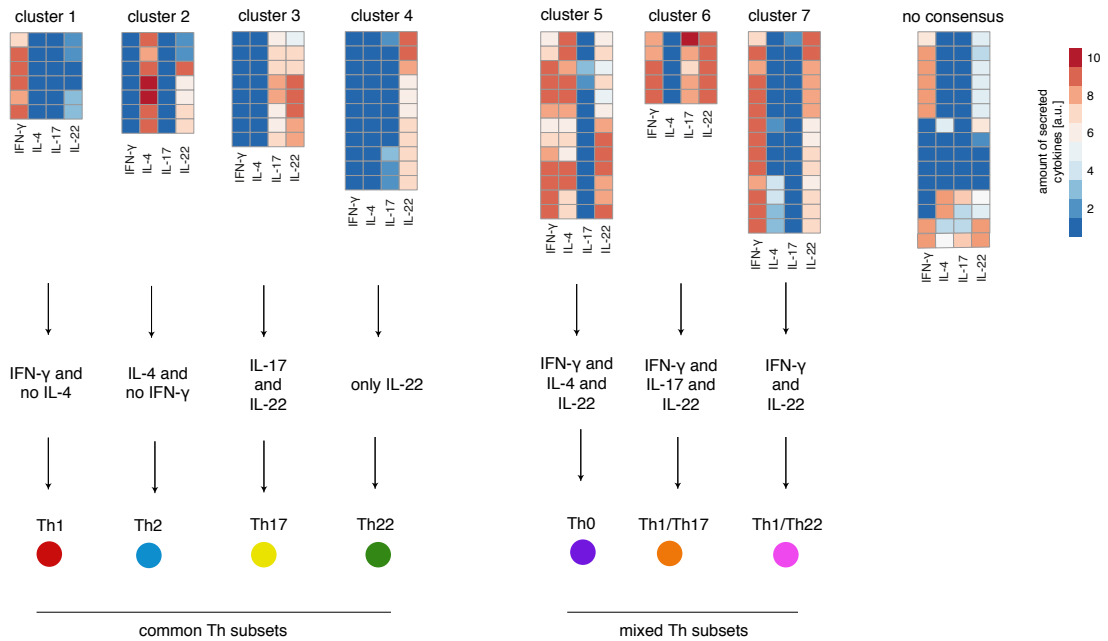 cluster 1
cluster 2
cluster 3
cluster 4
cluster 5
cluster 6
cluster 7
no consensus
IFN-γ
IL-4
IL-17
IL-22
IFN-γ
IL-4
IL-17
IL-22
IFN-γ
IL-4
IL-17
IL-22
IFN-γ
IL-4
IL-17
IL-22
IFN-γ
IL-4
IL-17
IL-22
IFN-γ
IL-4
IL-17
IL-22
IFN-γ
IL-4
IL-17
IL-22
IFN-γ
IL-4
IL-17
IL-22
amount of secreted
cytokines [a.u.]
10
8
6
4
2
IFN-γ and
no IL-4
IL-4 and
no IFN-γ
IL-17
and
IL-22
only IL-22
IFN-γ and
IL-4 and
IL-22
IFN-γ and
IL-17 and
IL-22
IFN-γ
and
IL-22
Th1
Th2
Th17
Th22
Th0
Th1/Th17
Th1/Th22
common Th subsets
mixed Th subsets